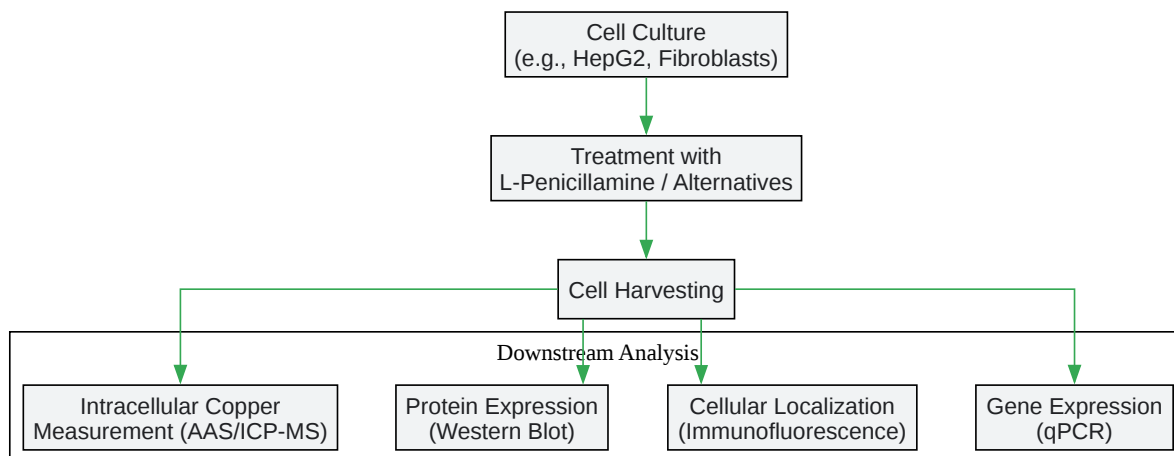 Cell Culture
(e.g., HepG2, Fibroblasts)
Treatment with
L-Penicillamine / Alternatives
Cell Harvesting
Downstream Analysis
Intracellular Copper
Measurement (AAS/ICP-MS)
Protein Expression
(Western Blot)
Cellular Localization
(Immunofluorescence)
Gene Expression
(qPCR)